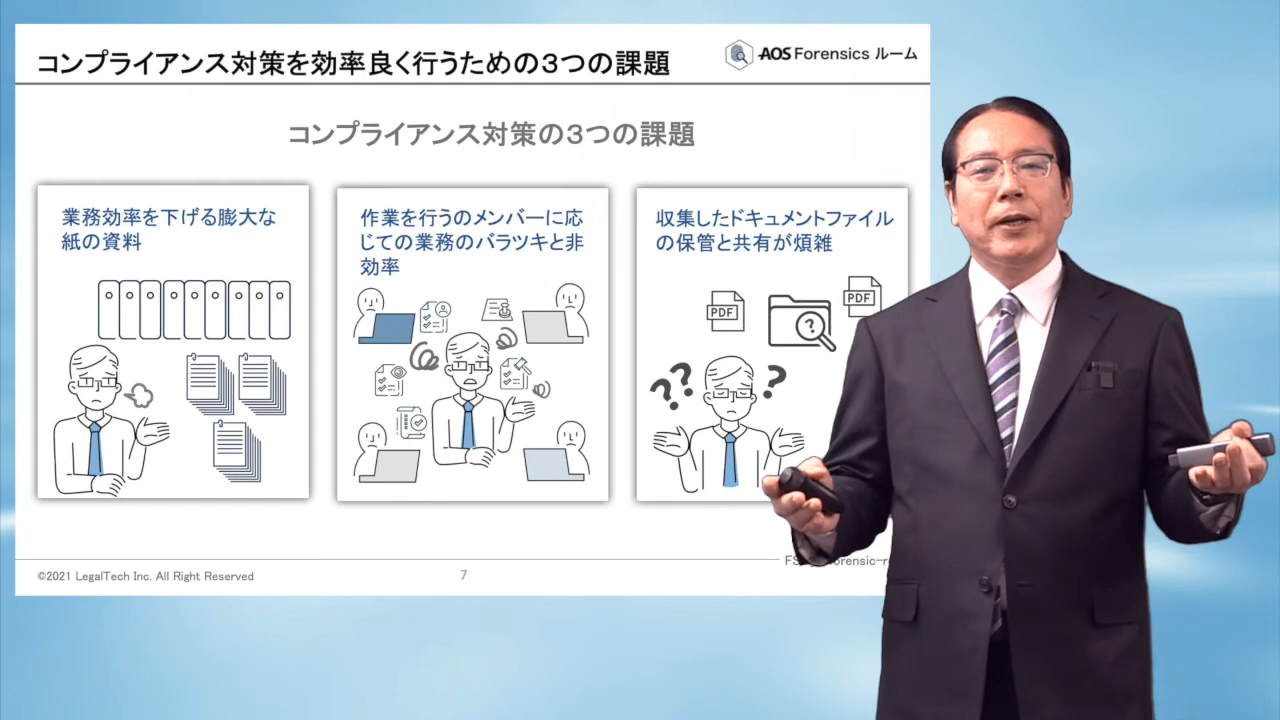 コンプライアンス対策を効率良く行うための3つの課題
AOS Forensics ルーム
コンプライアンス対策の3つの課題
業務効率を下げる膨大な
紙の資料
作業を行うのメンバーに応
じての業務のバラツキと非
効率
収集したドキュメントファイル
の保管と共有が煩雑
PDF
PDF
?
? ? ?
©2021 LegalTech Inc. All Right Reserved
7